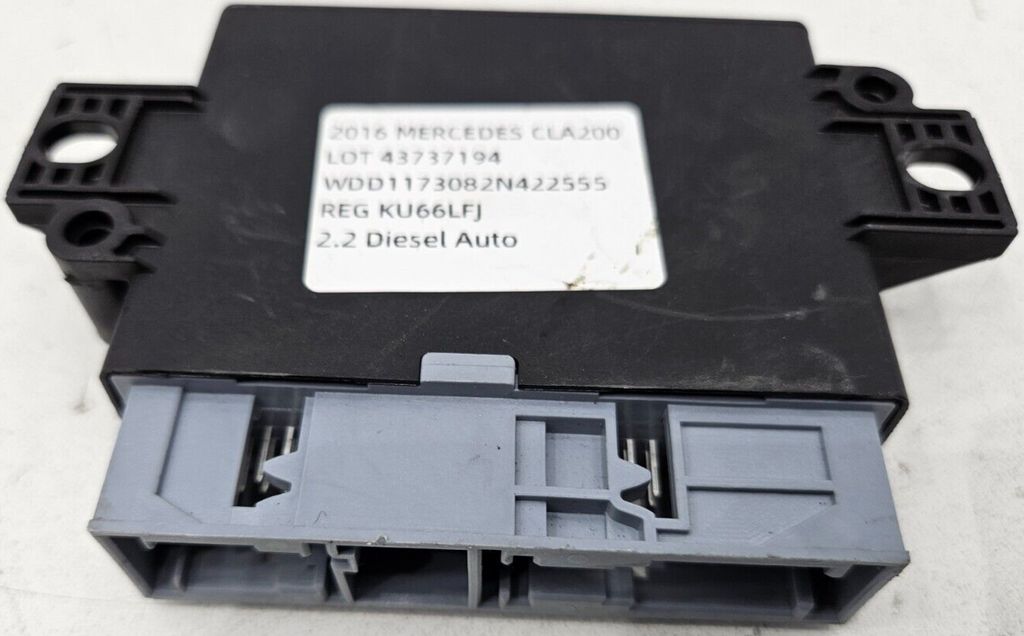 2016 MERCEDES CLA200
LOT 43737194
WDD1173082N422555
REG KU66LFJ
2.2 Diesel Auto